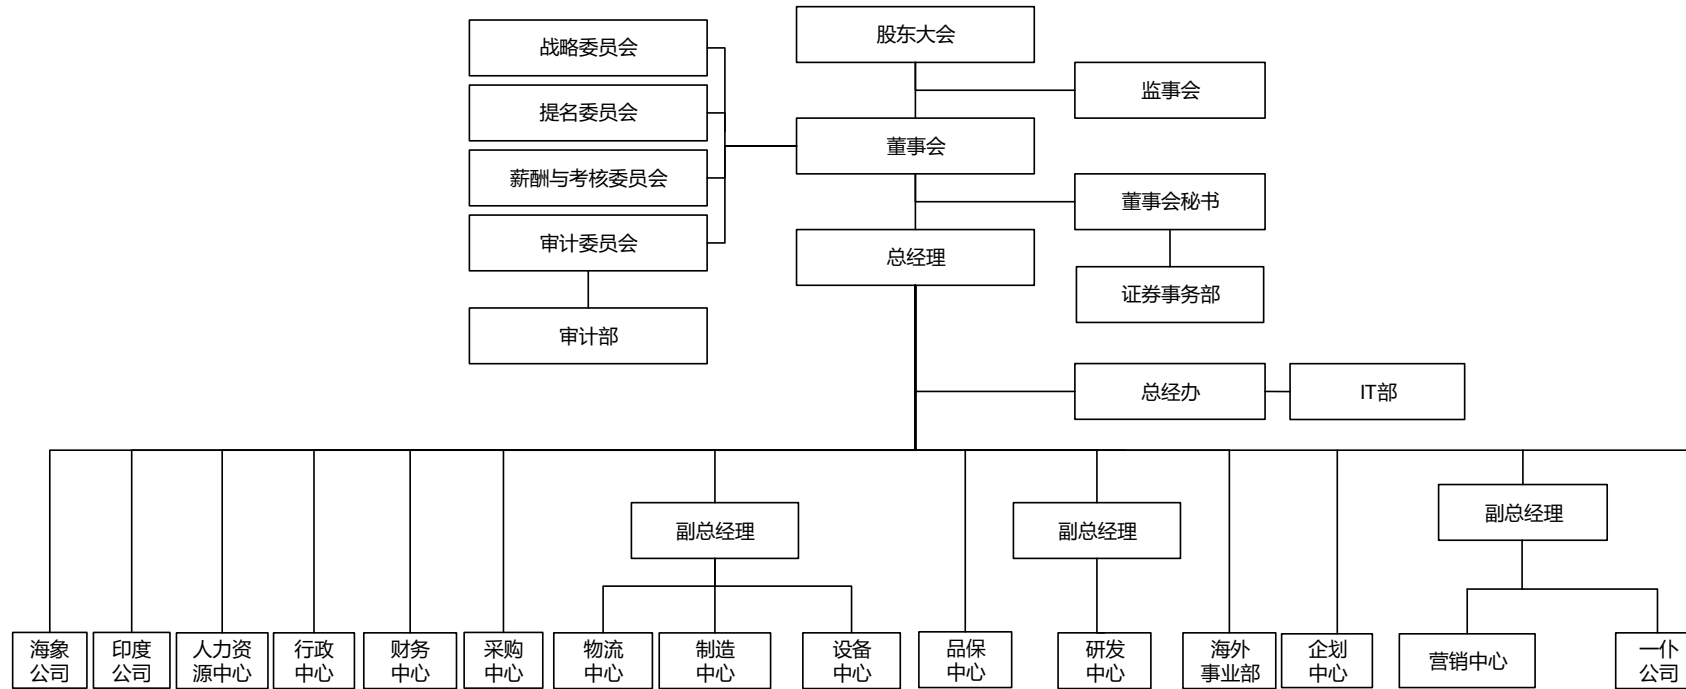 股东大会
战略委员会
监事会
提名委员会
董事会
薪酬与考核委员会
董事会秘书
审计委员会
总经理
证券事务部
审计部
总经办
IT部
副总经理
副总经理
副总经理
海象
公司
印度
公司
人力资
源中心
行政
中心
财务
中心
采购
中心
物流
中心
制造
中心
设备
中心
品保
中心
研发
中心
海外
事业部
企划
中心
营销中心
一仆
公司